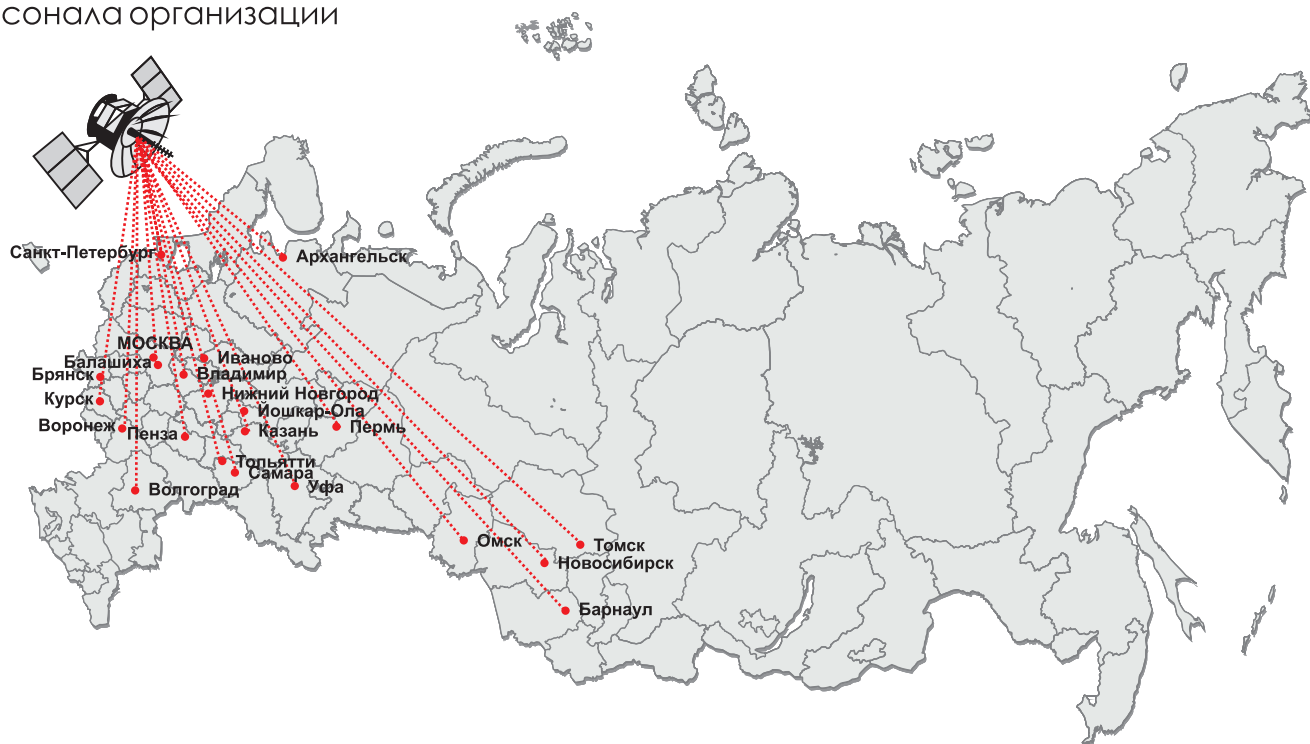 сонала организации
Санкт-Петербург
Архангельск
МОСКВА
Балашиха
Иваново
Брянск
Владимир
Курск
Нижний Новгород
Йошкар-Ола
Воронеж
Пенза
Казань
Пермь
Тольятти
Самара
Волгоград
Уфа
Омск
Томск
Новосибирск
Барнаул